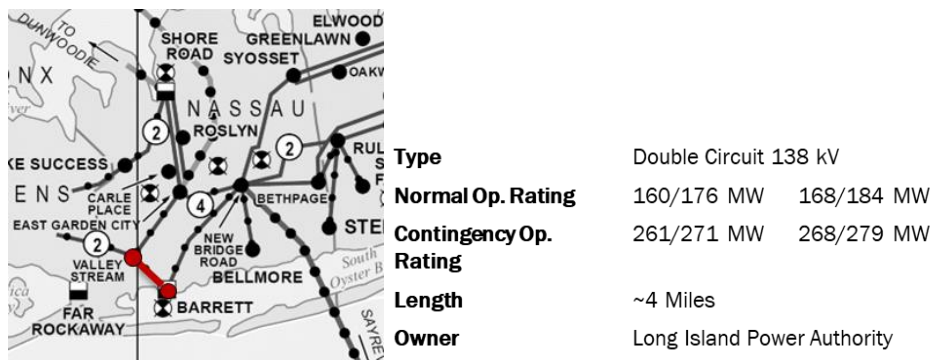 ELWOOD
TO
DUNWOODIE
SHORE
ROAD
GREENLAWN
SYOSSET
OAKW
NX
NASSAU
ver
2
ROSLYN
2
RUL
KE SUCCESS
S
ENS
CARLE
PLACE
4
BETHPAGE
F
EAST GARDEN CITY
STE
2
NEW
BRIDGE
ROAD
VALLEY
STREAM
BELLMORE
South
Oyster B
ica
BARRETT
FAR
ROCKAWAY
SAYRE
Type Double Circuit 138 kV
Normal Op. Rating 160/176 MW 168/184 MW
Contingency Op. 261/271 MW 268/279 MW
Rating
Length ~4 Miles
Owner Long Island Power Authority